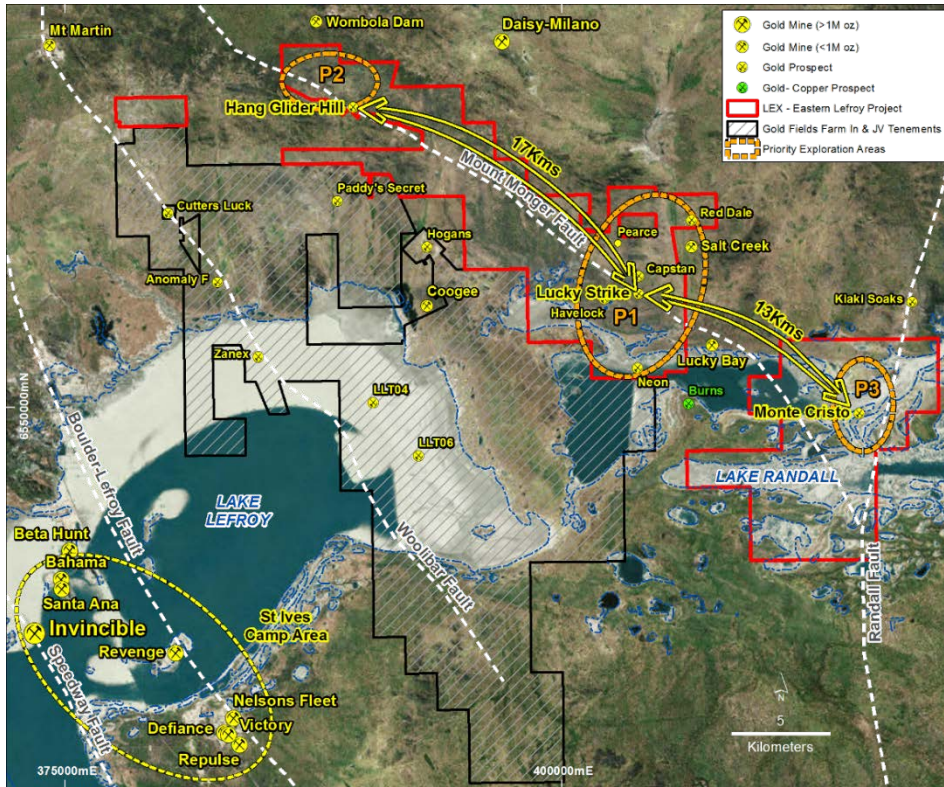 Mt Martin
Wombola Dam
Daisy-Milano
Gold Mine (>1M oz)
Gold Mine (<1M oz)
Gold Prospect
Gold- Copper Prospect
LEX - Eastern Lefroy Project
Gold Fields Farm In & JV Tenements
Priority Exploration Areas
P2
Hang Glider Hill
17Kms
Mount Monger Fault
Paddy's Secret
Cutters Luck
Hogans
Red Dale
Pearce
Salt Creek
Anomaly F
Capstan
Coogee
Lucky Strike
Havelock
P1
13Kms
Kiaki Soaks
Zanex
Lucky Bay
Neon
P3
LLT04
Burns
Monte Cristo
6550000mN
Boulder-Lefroy Fault
LLT06
LAKE RANDALL
LAKE
LEFROY
Woolibar Fault
Beta Hunt
Bahama
Santa Ana
Invincible
St Ives
Camp Area
Revenge
Randall Fault
Speedway Fault
Nelsons Fleet
Defiance
Victory
Repulse
N
5
Kilometers
375000mE
400000mE